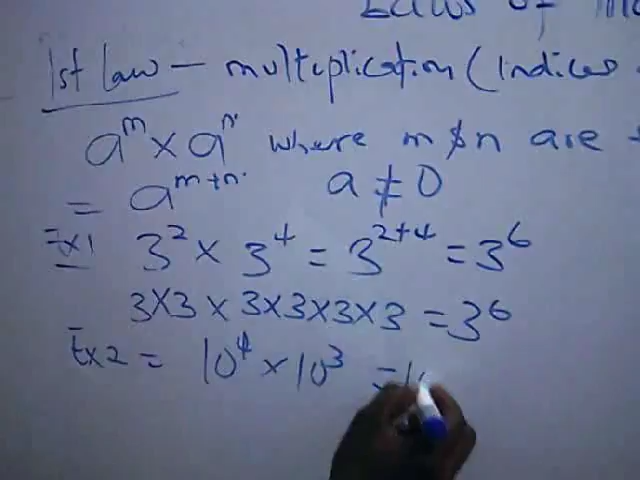 Laws of
1st law – multiplication (Indices
a^m × a^n where m & n are
= a^(m+n) a ≠ 0
Ex1 3^2 × 3^4 = 3^(2+4) = 3^6
3×3 × 3×3×3×3 = 3^6
Ex2 = 10^4 × 10^3 = 1